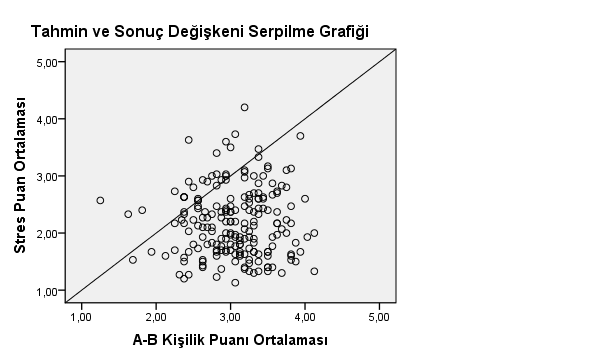 Tahmin ve Sonuç Değişkeni Serpilme Grafiği
5,00
4,00
3,00
2,00
1,00
Stres Puan Ortalaması
1,00 2,00 3,00 4,00 5,00
A-B Kişilik Puanı Ortalaması